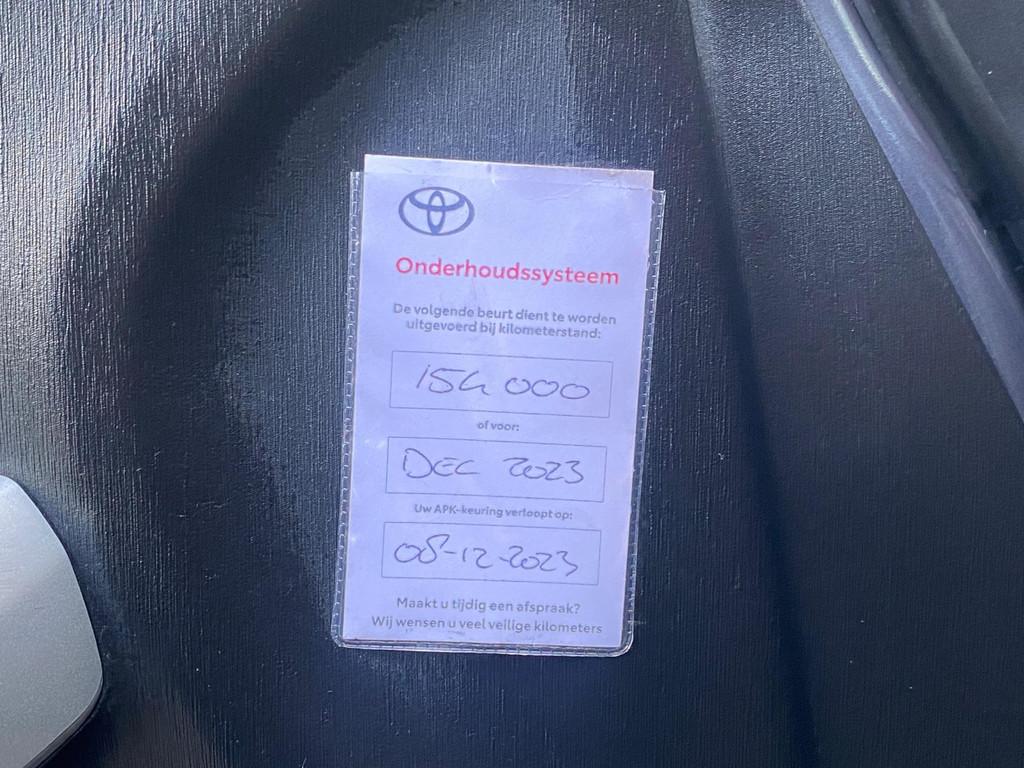 Onderhoudssysteem
De volgende beurt dient te worden
uitgevoerd bij kilometerstand:
154 000
of voor:
DEC 2023
Uw APK-keuring verloopt op:
08-12-2023
Maakt u tijdig een afspraak?
Wij wensen u veel veilige kilometers